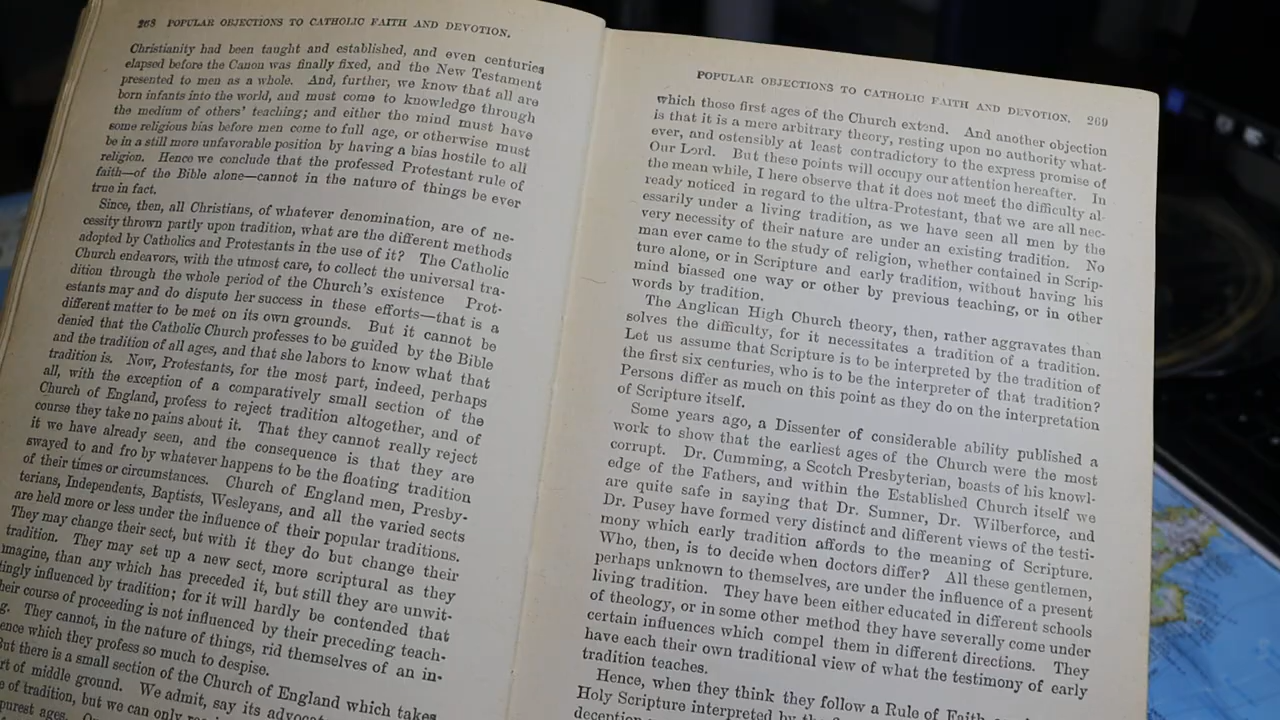 268 POPULAR OBJECTIONS TO CATHOLIC FAITH AND DEVOTION.
Christianity had been taught and established, and even centuries
elapsed before the Canon was finally fixed, and the New Testament
presented to men as a whole. And, further, we know that all are
born infants into the world, and must come to knowledge through
the medium of others' teaching; and either the mind must have
some religious bias before men come to full age, or otherwise must
be in a still more unfavorable position by having a bias hostile to all
religion. Hence we conclude that the professed Protestant rule of
faith—of the Bible alone—cannot in the nature of things be ever
true in fact.
Since, then, all Christians, of whatever denomination, are of ne-
cessity thrown partly upon tradition, what are the different methods
adopted by Catholics and Protestants in the use of it? The Catholic
Church endeavors, with the utmost care, to collect the universal tra-
dition through the whole period of the Church's existence Prot-
estants may and do dispute her success in these efforts—that is a
different matter to be met on its own grounds. But it cannot be
denied that the Catholic Church professes to be guided by the Bible
and the tradition of all ages, and that she labors to know what that
tradition is. Now, Protestants, for the most part, indeed, perhaps
all, with the exception of a comparatively small section of the
Church of England, profess to reject tradition altogether, and of
course they take no pains about it. That they cannot really reject
it we have already seen, and the consequence is that they are
swayed to and fro by whatever happens to be the floating tradition
of their times or circumstances. Church of England men, Presby-
terians, Independents, Baptists, Wesleyans, and all the varied sects
are held more or less under the influence of their popular traditions.
They may change their sect, but with it they do but change their
tradition. They may set up a new sect, more scriptural as they
imagine, than any which has preceded it, but still they are unwit-
tingly influenced by tradition; for it will hardly be contended that
their course of proceeding is not influenced by their preceding teach-
g. They cannot, in the nature of things, rid themselves of an in-
ence which they profess so much to despise.
But there is a small section of the Church of England which takes
rt of middle ground. We admit, say its advocat
e of tradition, but we can only
purest ages.
POPULAR OBJECTIONS TO CATHOLIC FAITH AND DEVOTION. 269
which those first ages of the Church extend. And another objection
is that it is a mere arbitrary theory, resting upon no authority what-
ever, and ostensibly at least contradictory to the express promise of
Our Lord. But these points will occupy our attention hereafter. In
the mean while, I here observe that it does not meet the difficulty al-
ready noticed in regard to the ultra-Protestant, that we are all nec-
essarily under a living tradition, as we have seen all men by the
very necessity of their nature are under an existing tradition. No
man ever came to the study of religion, whether contained in Scrip-
ture alone, or in Scripture and early tradition, without having his
mind biassed one way or other by previous teaching, or in other
words by tradition.
The Anglican High Church theory, then, rather aggravates than
solves the difficulty, for it necessitates a tradition of a tradition.
Let us assume that Scripture is to be interpreted by the tradition of
the first six centuries, who is to be the interpreter of that tradition?
Persons differ as much on this point as they do on the interpretation
of Scripture itself.
Some years ago, a Dissenter of considerable ability published a
work to show that the earliest ages of the Church were the most
corrupt. Dr. Cumming, a Scotch Presbyterian, boasts of his knowl-
edge of the Fathers, and within the Established Church itself we
are quite safe in saying that Dr. Sumner, Dr. Wilberforce, and
Dr. Pusey have formed very distinct and different views of the testi-
mony which early tradition affords to the meaning of Scripture.
Who, then, is to decide when doctors differ? All these gentlemen,
perhaps unknown to themselves, are under the influence of a present
living tradition. They have been either educated in different schools
of theology, or in some other method they have severally come under
certain influences which compel them in different directions. They
have each their own traditional view of what the testimony of early
tradition teaches.
Hence, when they think they follow a Rule of Faith
Holy Scripture interpreted by the
deception